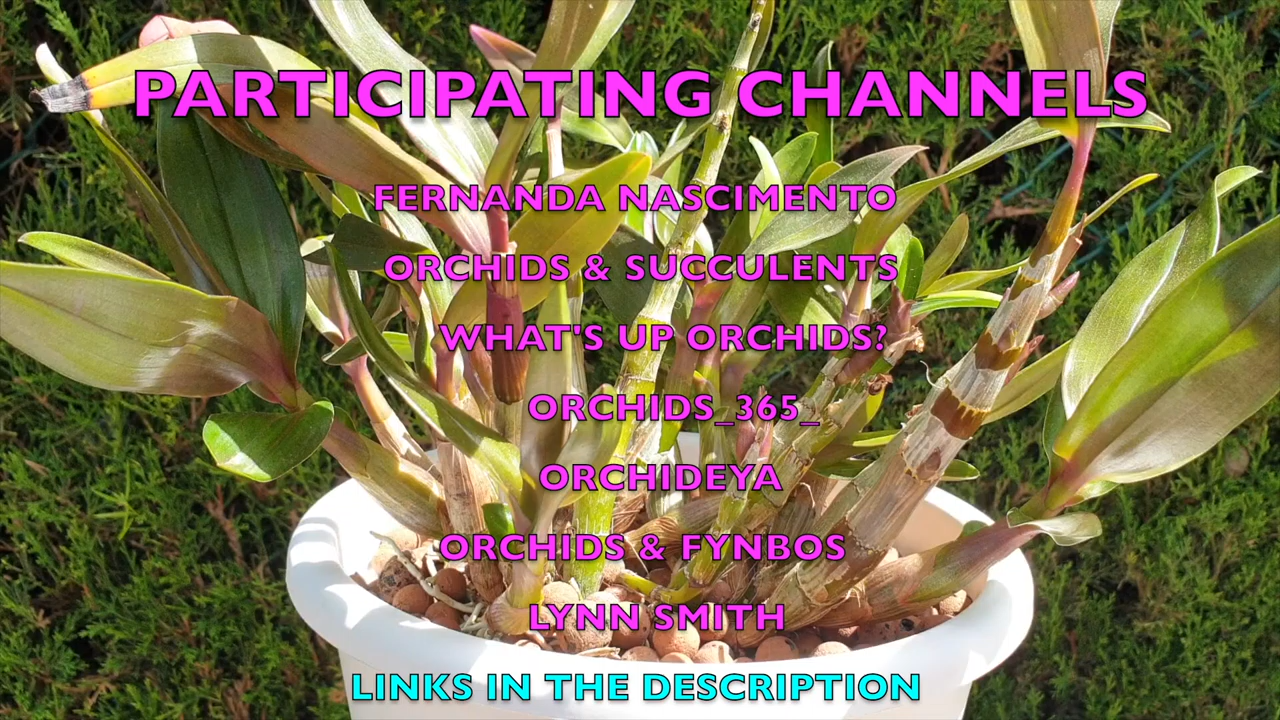 PARTICIPATING CHANNELS
FERNANDA NASCIMENTO
ORCHIDS & SUCCULENTS
WHAT'S UP ORCHIDS?
ORCHIDS_365_
ORCHIDEYA
ORCHIDS & FYNBOS
LYNN SMITH
LINKS IN THE DESCRIPTION